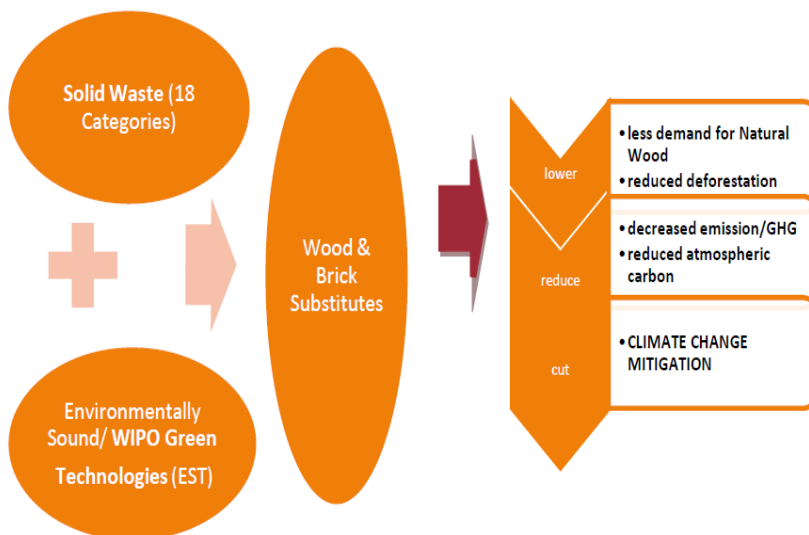 Solid Waste (18
Categories)
Environmentally
Sound/ WIPO Green
Technologies (EST)
Wood &
Brick
Substitutes
lower
• less demand for Natural
Wood
• reduced deforestation
reduce
• decreased emission/GHG
• reduced atmospheric
carbon
cut
• CLIMATE CHANGE
MITIGATION